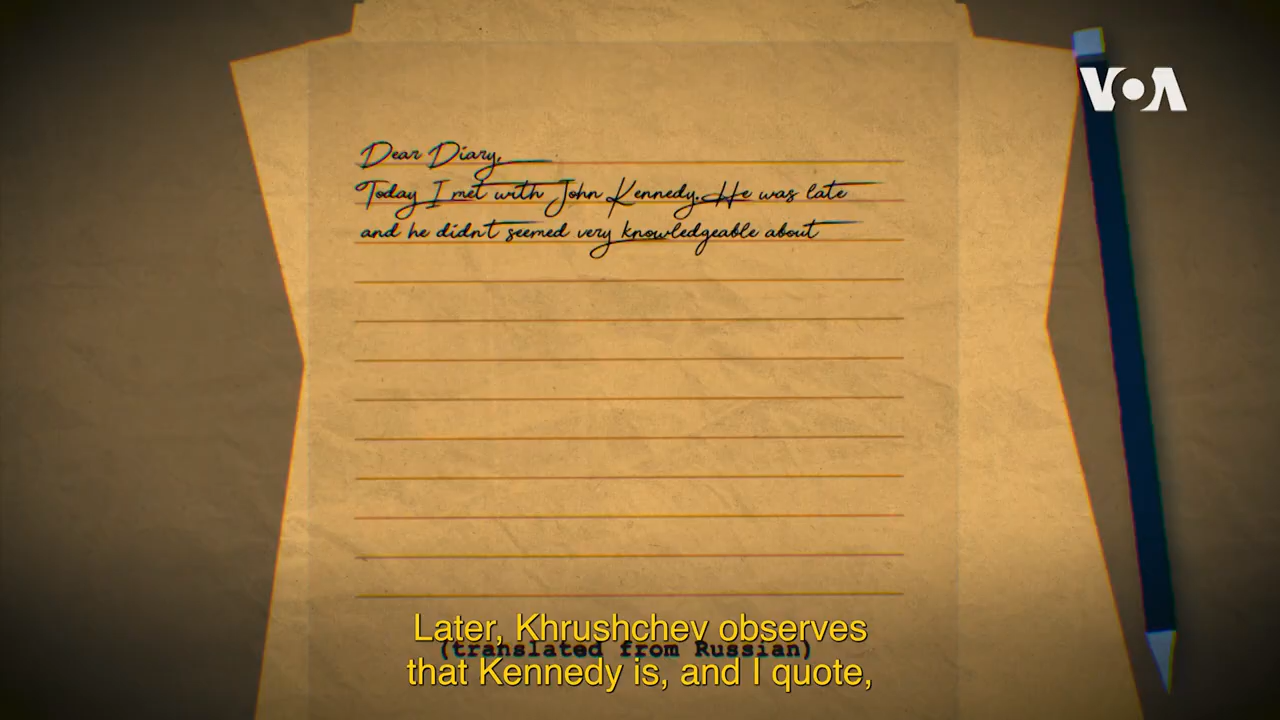 VOA
Dear Diary,
Today I met with John Kennedy. He was late
and he didn't seemed very knowledgeable about
(translated from Russian)
Later, Khrushchev observes
that Kennedy is, and I quote,